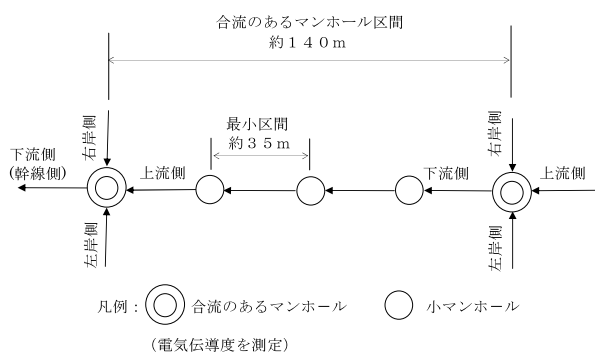 合流のあるマンホール区間
約１４０ｍ
最小区間
約３５ｍ
右岸側
右岸側
下流側
(幹線側)
上流側
下流側
上流側
左岸側
左岸側
凡例：
合流のあるマンホール
小マンホール
（電気伝導度を測定）